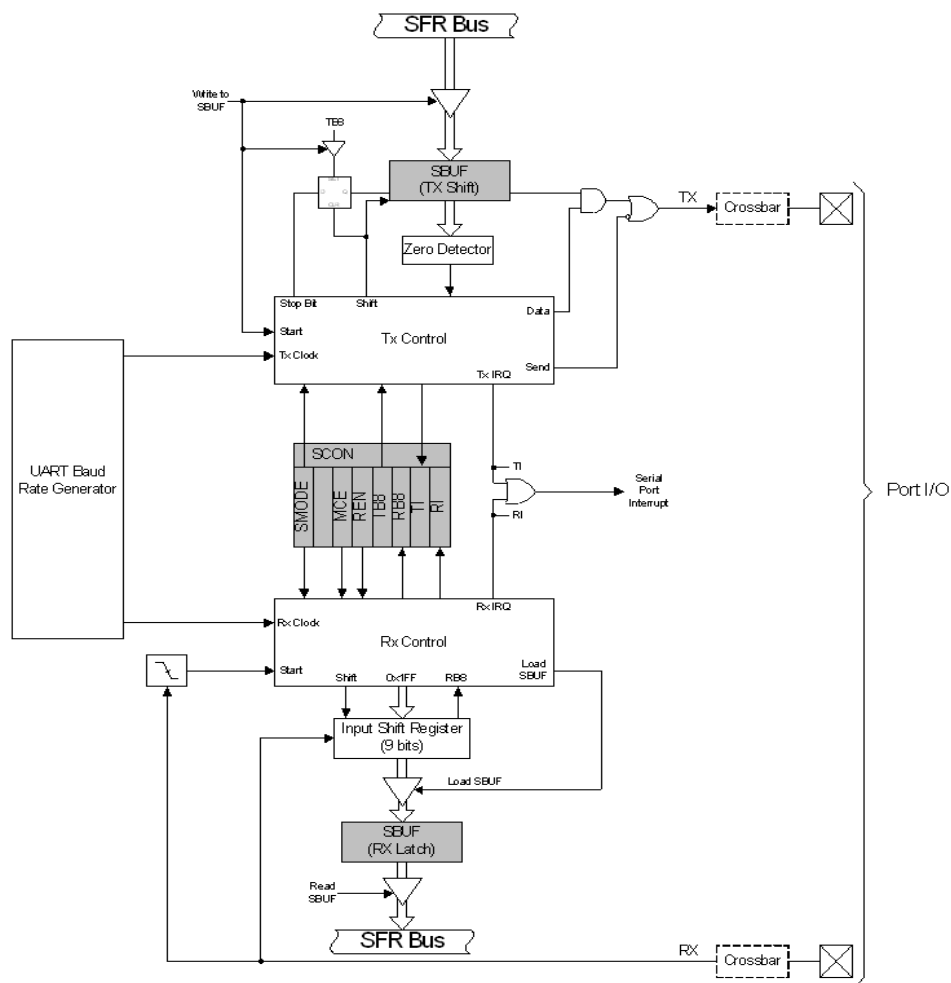 SFR Bus
Write to
SBUF
TB8
SBUF
(TX Shift)
TX
Crossbar
Zero Detector
Stop Bit
Shift
Data
Start
Tx Control
Tx Clock
Tx IRQ
Send
UART Baud
Rate Generator
SCON
SMODE
MCE
REN
TB8
RB8
TI
RI
TI
RI
Serial
Port
Interrupt
Port I/O
Rx IRQ
Rx Clock
Rx Control
Start
Load
SBUF
Shift
0x1FF
RB8
Input Shift Register
(9 bits)
Load SBUF
SBUF
(RX Latch)
Read
SBUF
SFR Bus
RX
Crossbar